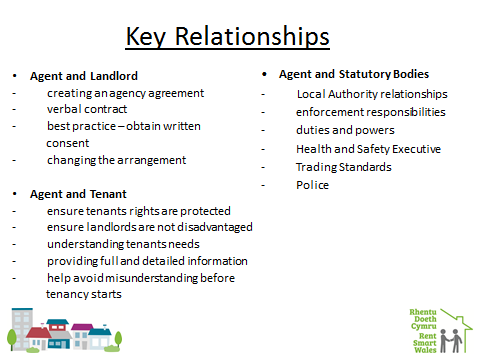 Key Relationships
• Agent and Landlord
- creating an agency agreement
- verbal contract
- best practice – obtain written
consent
- changing the arrangement
• Agent and Tenant
- ensure tenants rights are protected
- ensure landlords are not disadvantaged
- understanding tenants needs
- providing full and detailed information
- help avoid misunderstanding before
tenancy starts
• Agent and Statutory Bodies
- Local Authority relationships
- enforcement responsibilities
- duties and powers
- Health and Safety Executive
- Trading Standards
- Police
Rhentu
Doeth
Cymru
Rent
Smart
Wales